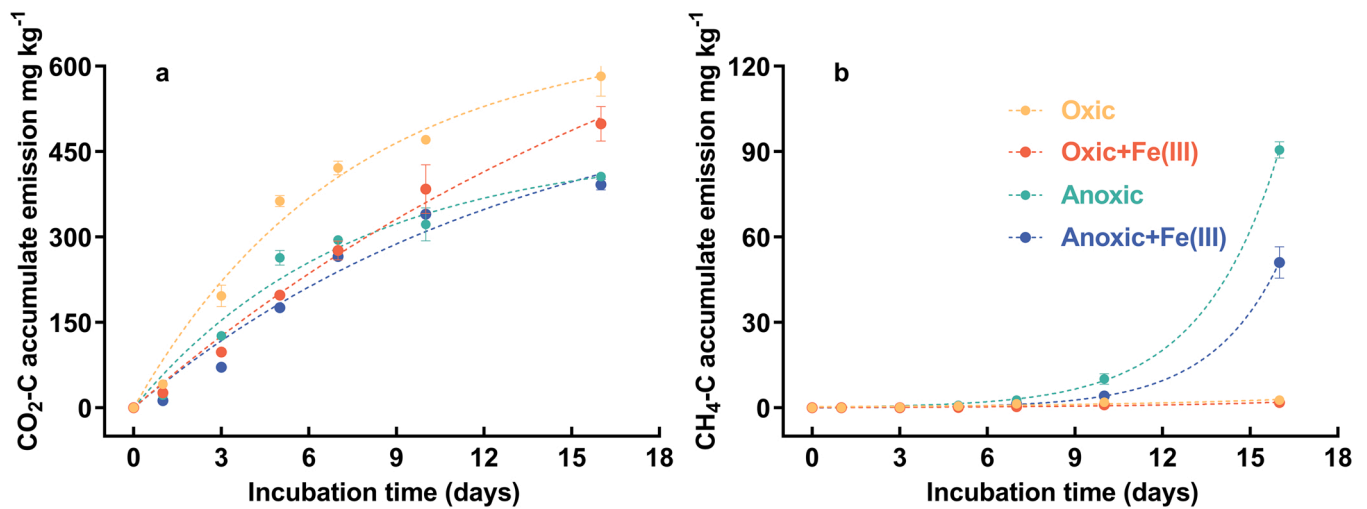 CO₂-C accumulate emission mg kg⁻¹
600
450
300
150
0
a
0 3 6 9 12 15 18
Incubation time (days)
CH₄-C accumulate emission mg kg⁻¹
120
90
60
30
0
b
Oxic
Oxic+Fe(III)
Anoxic
Anoxic+Fe(III)
0 3 6 9 12 15 18
Incubation time (days)